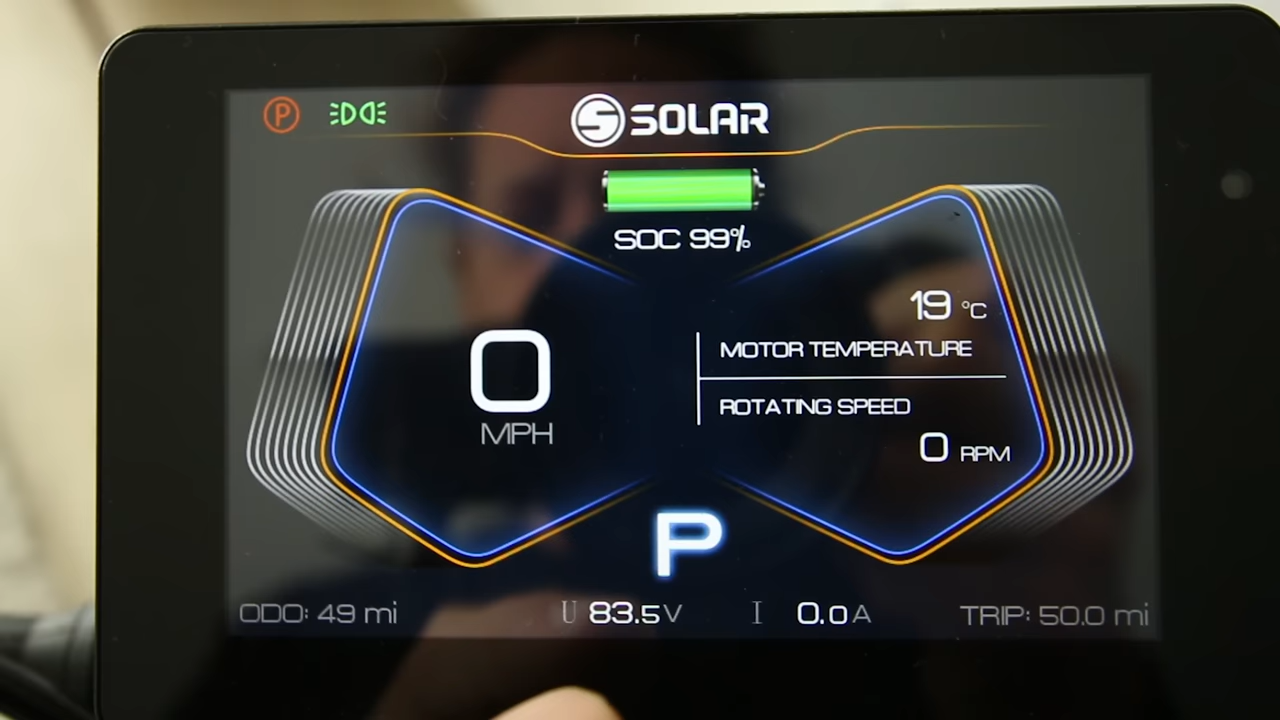 P
SOLAR
SOC 99%
19 °C
MOTOR TEMPERATURE
0
MPH
ROTATING SPEED
0 RPM
P
ODO: 49 mi U 83.5V I 0.0A TRIP: 50.0 mi